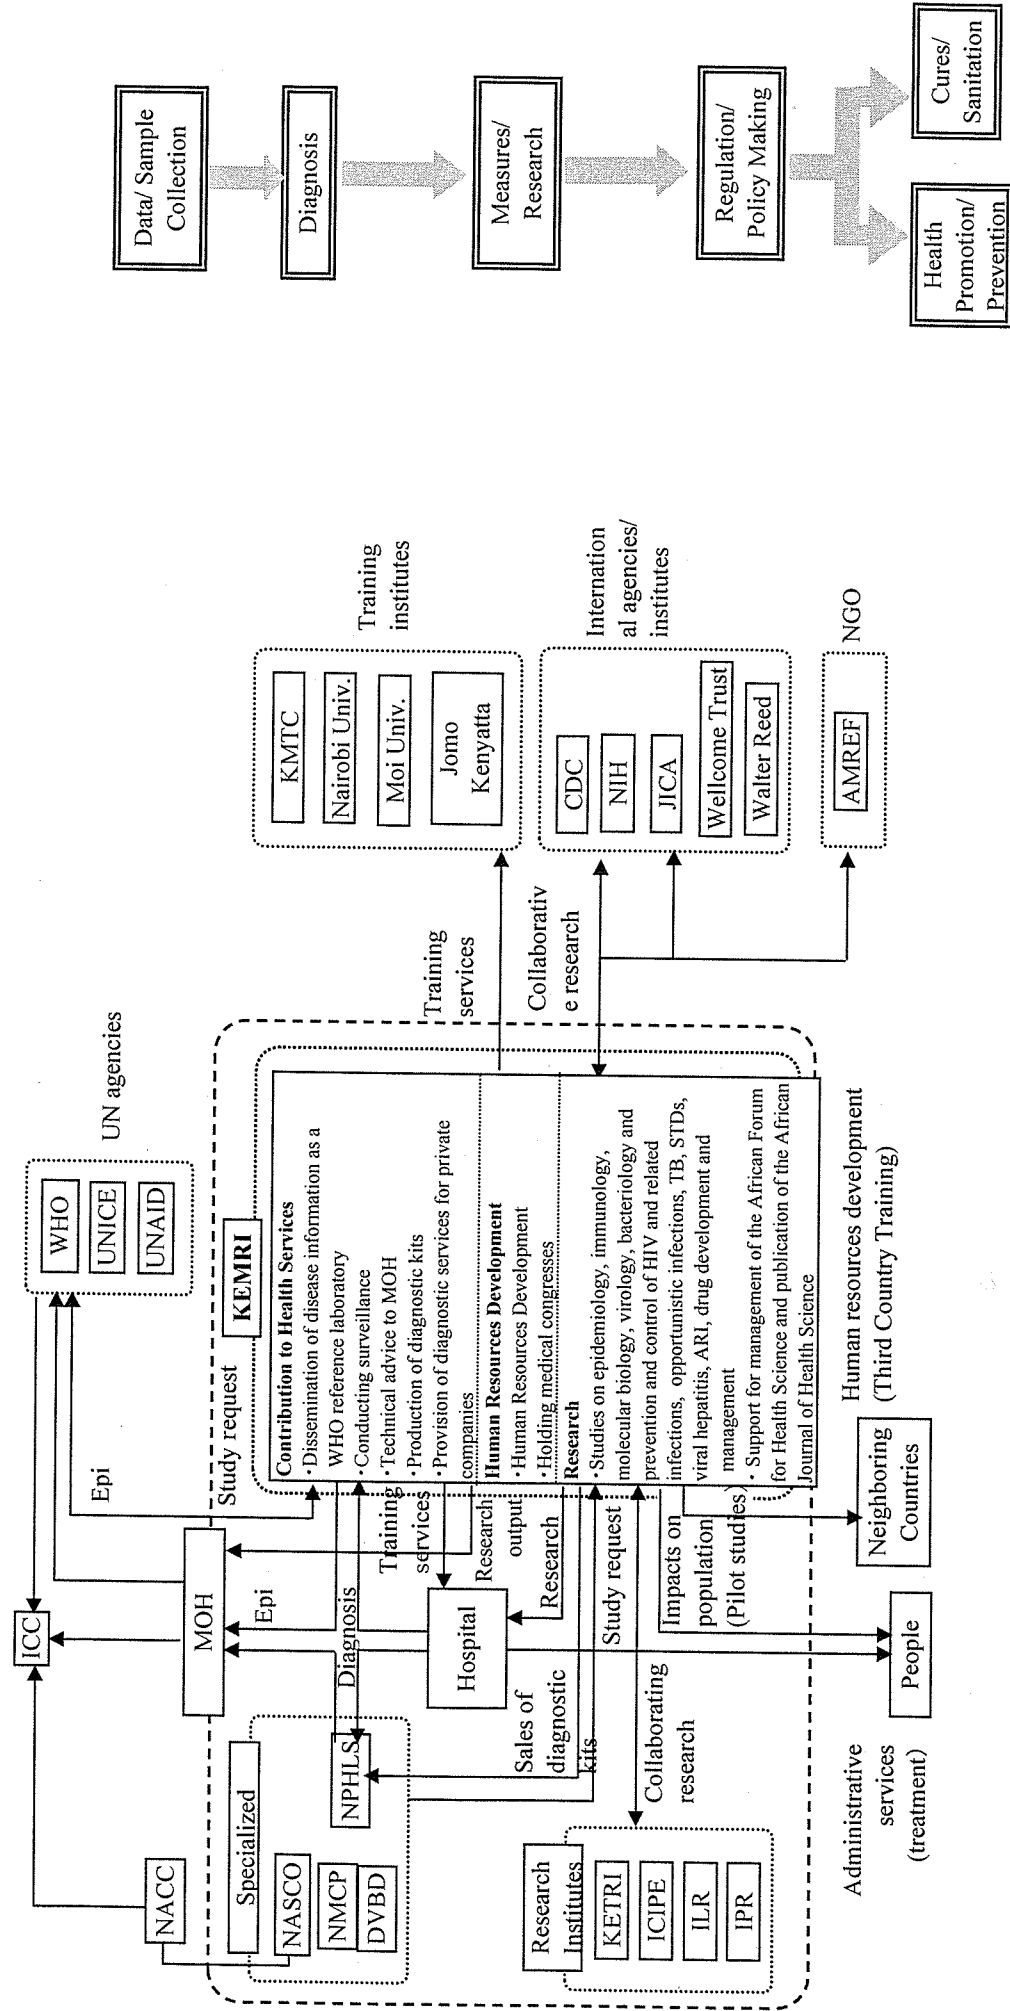 ICC
NACC
MOH
WHO
UNICE
UNAID
UN agencies
Epi
Study request
KEMRI
Specialized
NASCO
NMCP
DVBD
NPHLS
Epi
Diagnosis
Hospital
Training
services
Research
output
Research
Sales of
diagnostic
kits
Study request
Collaborating
research
Impacts on
population
(Pilot studies)
Research
Institutes
KETRI
ICIPE
ILR
IPR
Contribution to Health Services
・Dissemination of disease information as a
WHO reference laboratory
・Conducting surveillance
・Technical advice to MOH
・Production of diagnostic kits
・Provision of diagnostic services for private
companies
Human Resources Development
・Human Resources Development
・Holding medical congresses
Research
・Studies on epidemiology, immunology,
molecular biology, virology, bacteriology and
prevention and control of HIV and related
infections, opportunistic infections, TB, STDs,
viral hepatitis, ARI, drug development and
management
・Support for management of the African Forum
for Health Science and publication of the African
Journal of Health Science
Training
services
Collaborativ
e research
KMTC
Nairobi Univ.
Moi Univ.
Jomo
Kenyatta
Training
institutes
CDC
NIH
JICA
Wellcome Trust
Walter Reed
Internation
al agencies/
institutes
AMREF
NGO
Administrative
services
(treatment)
People
Neighboring
Countries
Human resources development
(Third Country Training)
Data/ Sample
Collection
Diagnosis
Measures/
Research
Regulation/
Policy Making
Health
Promotion/
Prevention
Cures/
Sanitation